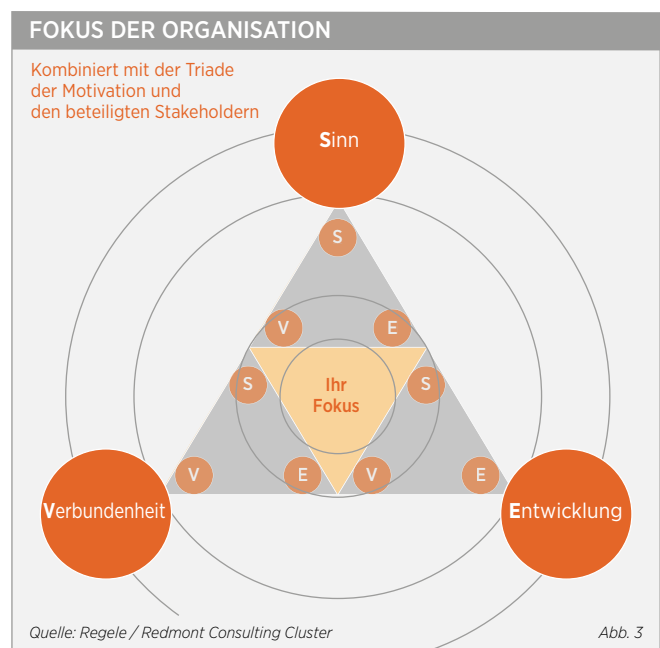 FOKUS DER ORGANISATION
Kombiniert mit der Triade
der Motivation und
den beteiligten Stakeholdern
Sinn
S
V
E
S
Ihr
Fokus
S
V
E
V
E
Verbundenheit
Entwicklung
Quelle: Regele / Redmont Consulting Cluster
Abb. 3